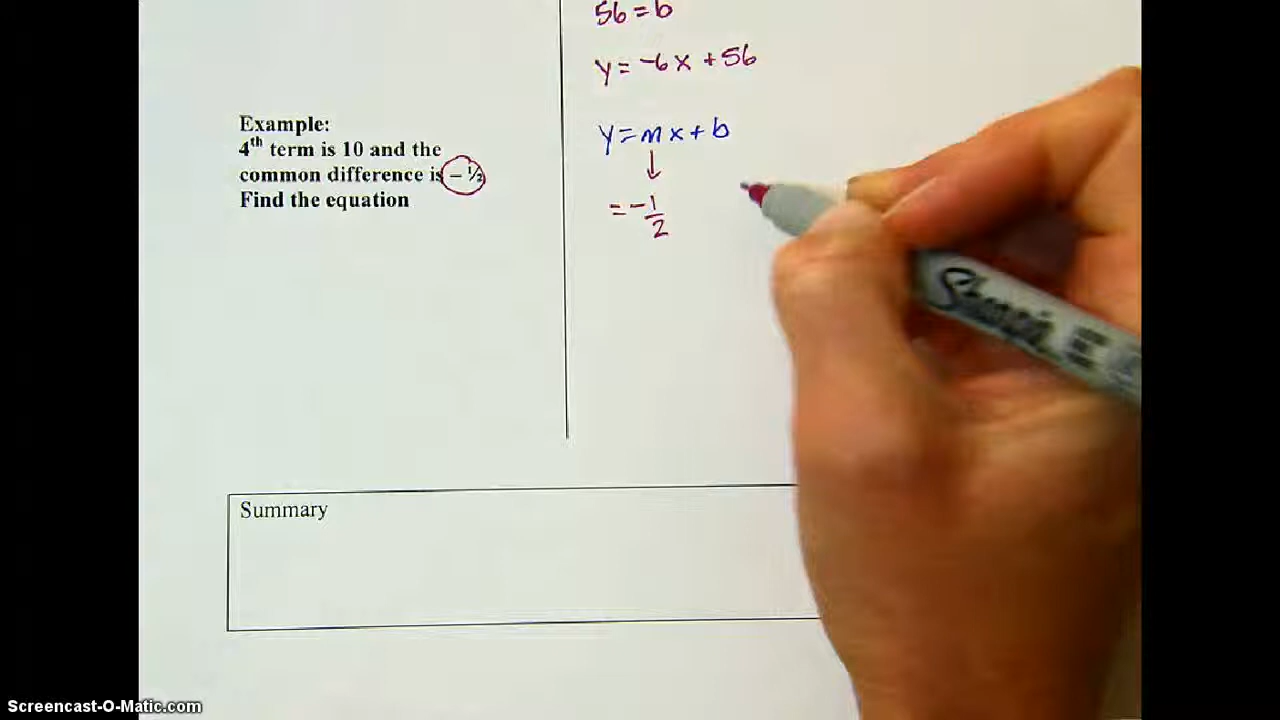 56 = b
y = -6x + 56
Example:
4th term is 10 and the
common difference is – ½
Find the equation
y = mx + b
↓
= - 1/2
Sharpie
Summary
Screencast-O-Matic.com